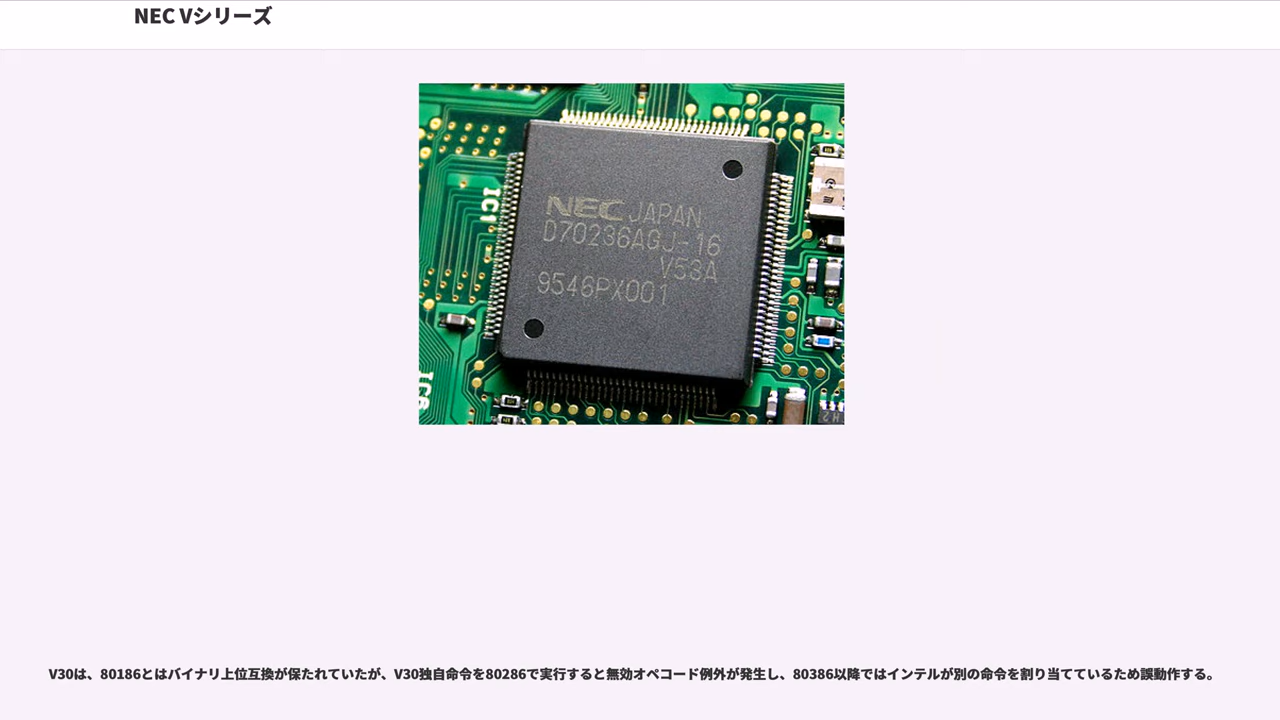 NEC Vシリーズ
IC1
NEC JAPAN
D70236AGJ-16
V53A
9546PX001
V30は、80186とはバイナリ上位互換が保たれていたが、V30独自命令を80286で実行すると無効オペコード例外が発生し、80386以降ではインテルが別の命令を割り当てているため誤動作する。